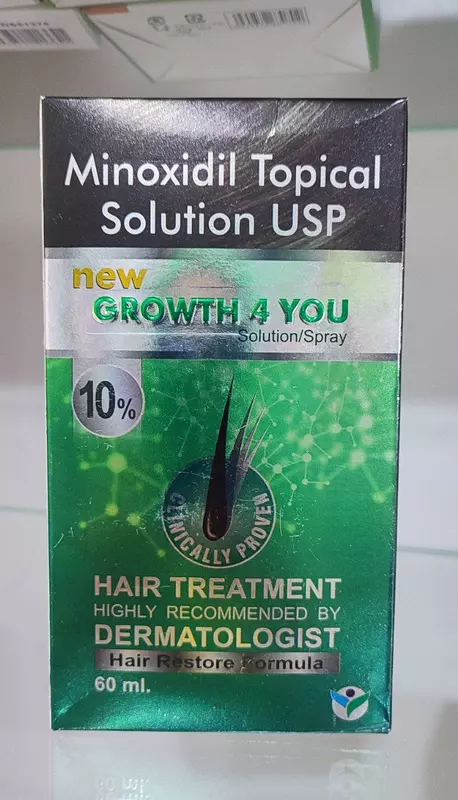 Minoxidil Topical
Solution USP
new
GROWTH 4 YOU
Solution/Spray
10%
CLINICALLY PROVEN
HAIR TREATMENT
HIGHLY RECOMMENDED BY
DERMATOLOGIST
Hair Restore Formula
60 ml.